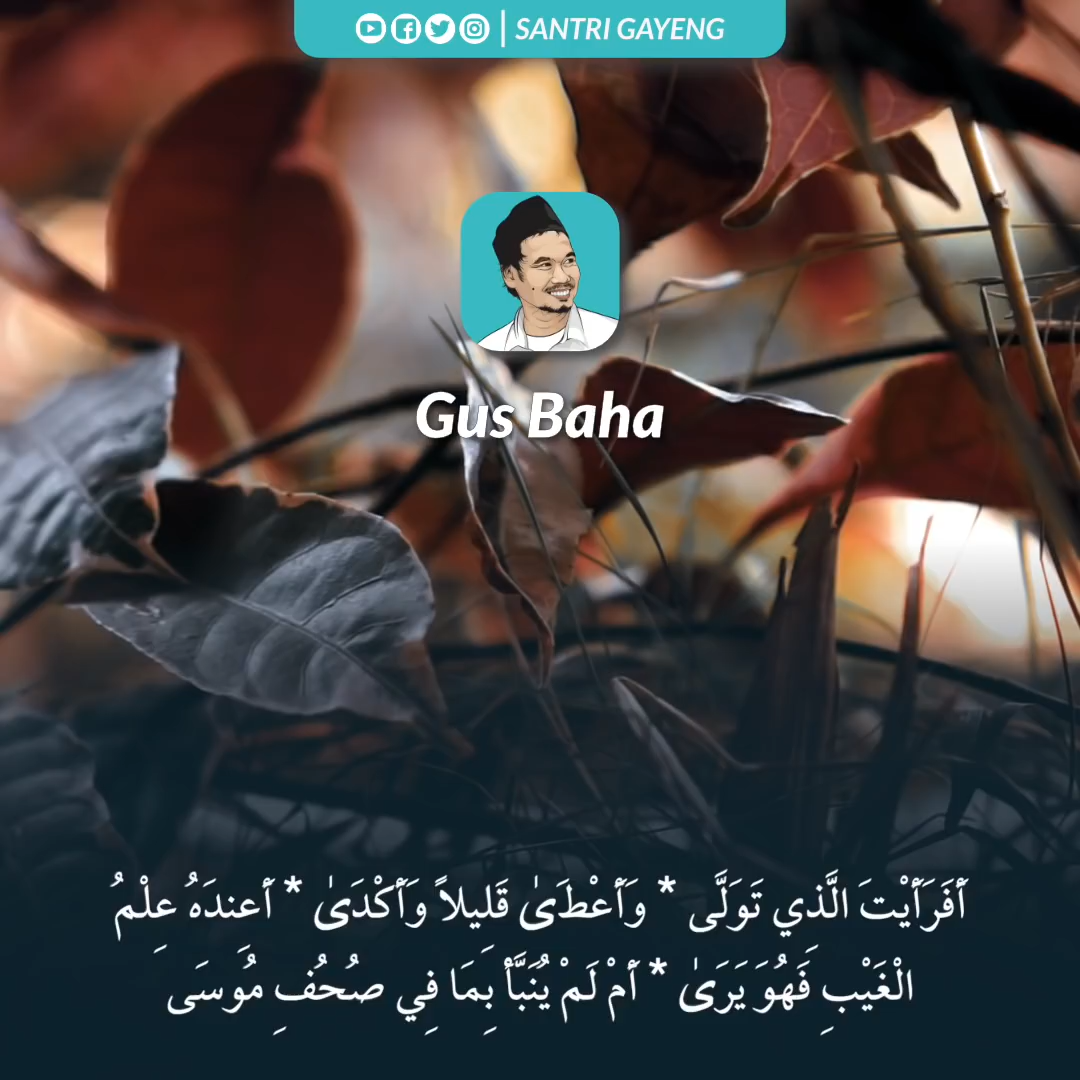 SANTRI GAYENG
Gus Baha
أَفَرَأَيْتَ الَّذِي تَوَلَّى * وَأَعْطَىٰ قَلِيلاً وَأَكْدَىٰ * أَعِندَهُ عِلْمُ
الْغَيْبِ فَهُوَ يَرَىٰ * أَمْ لَمْ يُنَبَّأْ بِمَا فِي صُحُفِ مُوسَى